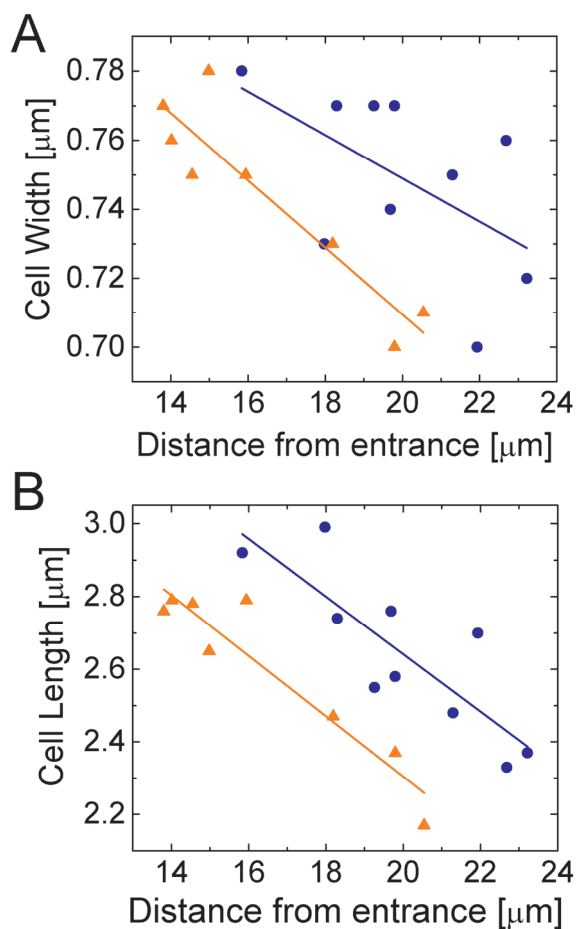 A
0.78
0.76
0.74
0.72
0.70
Cell Width [μm]
14 16 18 20 22 24
Distance from entrance [μm]
B
3.0
2.8
2.6
2.4
2.2
Cell Length [μm]
14 16 18 20 22 24
Distance from entrance [μm]